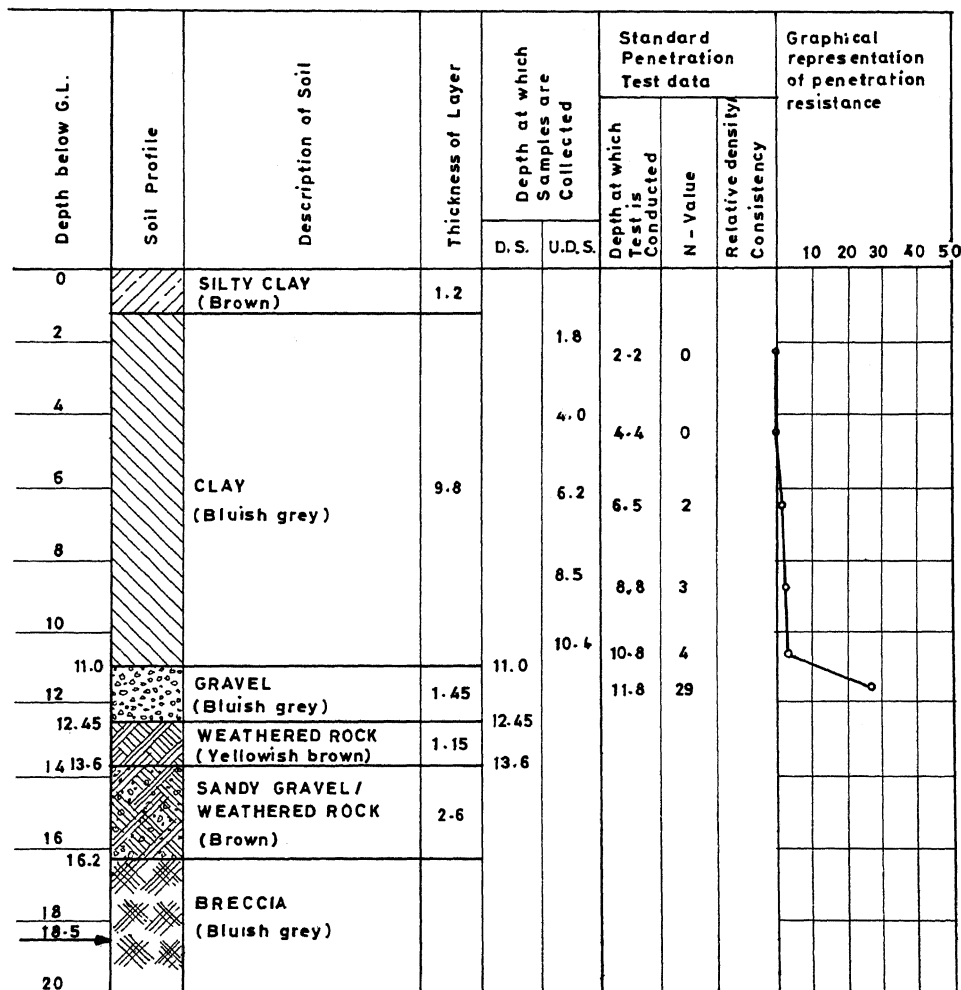 Depth below G.L.
Soil Profile
Description of Soil
Thickness of Layer
Depth at which
Samples are
Collected
D. S.
U.D.S.
Standard
Penetration
Test data
Depth at which
Test is
Conducted
N - Value
Relative density/
Consistency
Graphical
representation
of penetration
resistance
10 20 30 40 50
0
SILTY CLAY
(Brown)
1.2
2
1.8
2.2 0
4
4.0
4.4 0
6
CLAY
(Bluish grey)
9.8
6.2
6.5 2
8
8.5
8.8 3
10
10.4
10.8 4
11.0
11.0
GRAVEL
(Bluish grey)
1.45
11.8 29
12
12.45
12.45
WEATHERED ROCK
(Yellowish brown)
1.15
14 13.6
13.6
SANDY GRAVEL /
WEATHERED ROCK
(Brown)
2.6
16
16.2
BRECCIA
(Bluish grey)
18
18.5
20